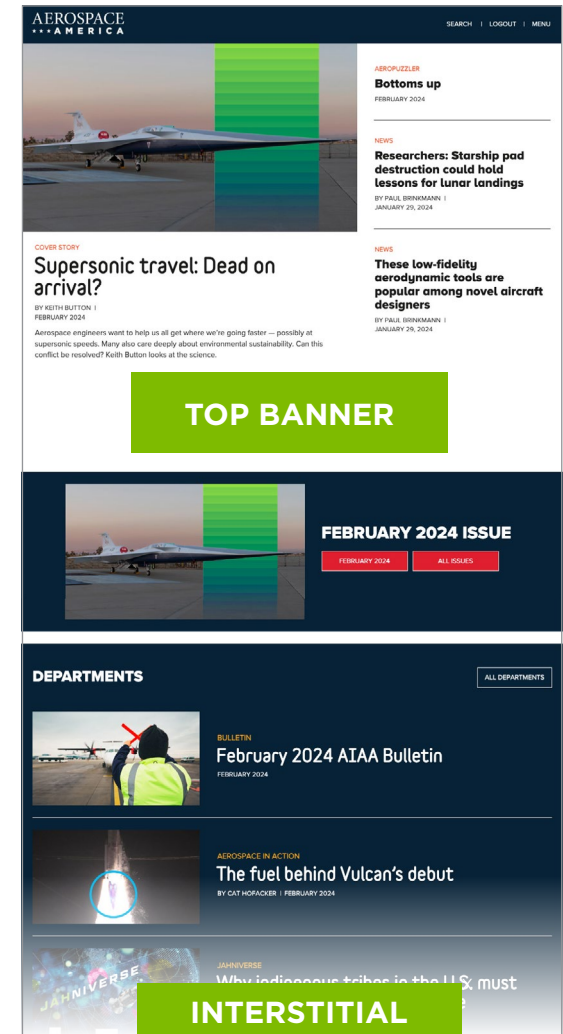 AEROSPACE
★★★AMERICA
SEARCH | LOGOUT | MENU
COVER STORY
Supersonic travel: Dead on
arrival?
BY KEITH BUTTON |
FEBRUARY 2024
Aerospace engineers want to help us all get where we're going faster — possibly at
supersonic speeds. Many also care deeply about environmental sustainability. Can this
conflict be resolved? Keith Button looks at the science.
AEROPUZZLER
Bottoms up
FEBRUARY 2024
NEWS
Researchers: Starship pad
destruction could hold
lessons for lunar landings
BY PAUL BRINKMANN |
JANUARY 29, 2024
NEWS
These low-fidelity
aerodynamic tools are
popular among novel aircraft
designers
BY PAUL BRINKMANN |
JANUARY 29, 2024
TOP BANNER
FEBRUARY 2024 ISSUE
FEBRUARY 2024
ALL ISSUES
DEPARTMENTS
ALL DEPARTMENTS
BULLETIN
February 2024 AIAA Bulletin
FEBRUARY 2024
AEROSPACE IN ACTION
The fuel behind Vulcan's debut
BY CAT HOFACKER | FEBRUARY 2024
JAHNIVERSE
JAHNIVERSE
Why indigenous tribes in the U.S. must
INTERSTITIAL